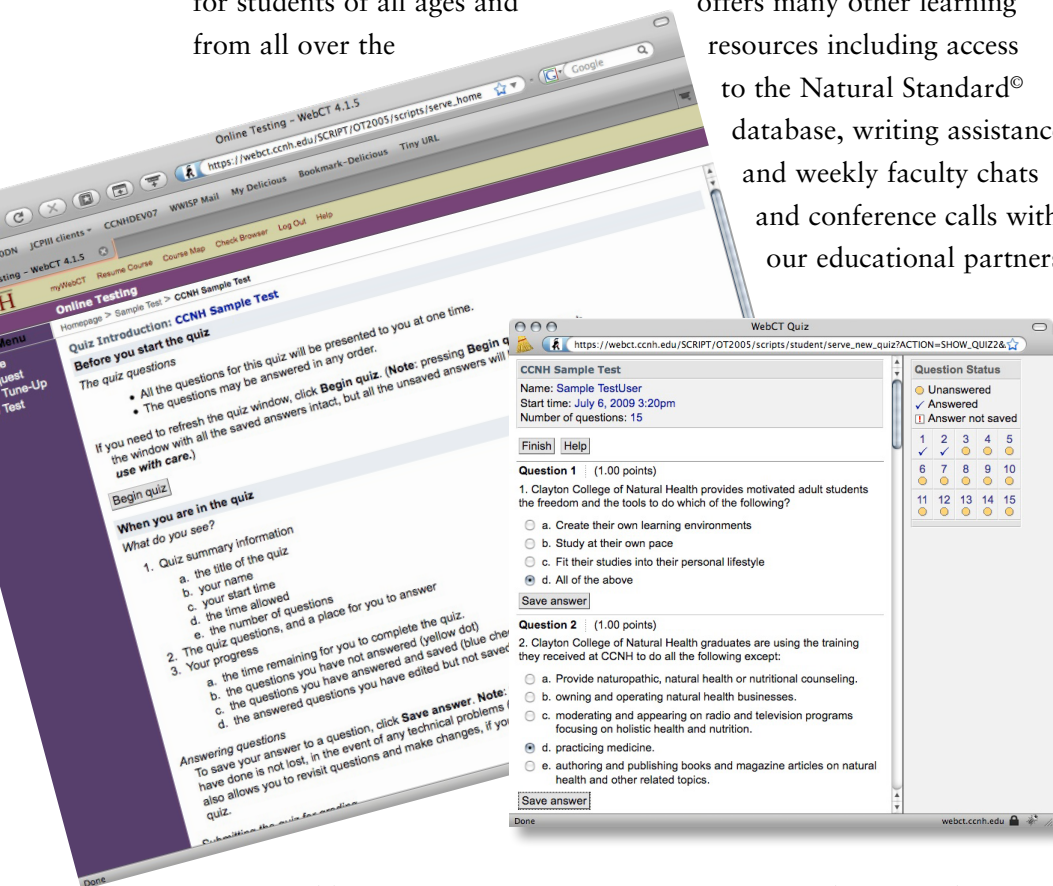 for students of all ages and
from all over the
offers many other learning
resources including access
to the Natural Standard©
database, writing assistance
and weekly faculty chats
and conference calls with
our educational partners
Online Testing – WebCT 4.1.5
https://webct.ccnh.edu/SCRIPT/OT2005/scripts/serve_home
Google
JCPIII clients CCNHDEV07 WWISP Mail My Delicious Bookmark-Delicious Tiny URL
WebCT 4.1.5
myWebCT Resume Course Course Map Check Browser Log Out Help
Online Testing
Homepage > Sample Test > CCNH Sample Test
Tune-Up
Test
Quiz Introduction: CCNH Sample Test
Before you start the quiz
The quiz questions
• All the questions for this quiz will be presented to you at one time.
• The questions may be answered in any order.
If you need to refresh the quiz window, click Begin quiz. (Note: pressing Begin
the window with all the saved answers intact, but all the unsaved answers will
use with care.)
Begin quiz
When you are in the quiz
What do you see?
1. Quiz summary information
a. the title of the quiz
b. your name
c. your start time
d. the time allowed
e. the number of questions
2. The quiz questions, and a place for you to answer
3. Your progress
a. the time remaining for you to complete the quiz.
b. the questions you have not answered (yellow dot)
c. the questions you have answered and saved (blue
d. the answered questions you have edited but not saved
Answering questions
To save your answer to a question, click Save answer. Note:
have done is not lost, in the event of any technical problems (
also allows you to revisit questions and make changes, if you
quiz.
Submitting the quiz for grading
Done
WebCT Quiz
https://webct.ccnh.edu/SCRIPT/OT2005/scripts/student/serve_new_quiz?ACTION=SHOW_QUIZ2&
CCNH Sample Test
Name: Sample TestUser
Start time: July 6, 2009 3:20pm
Number of questions: 15
Finish Help
Question 1 (1.00 points)
1. Clayton College of Natural Health provides motivated adult students
the freedom and the tools to do which of the following?
a. Create their own learning environments
b. Study at their own pace
c. Fit their studies into their personal lifestyle
d. All of the above
Save answer
Question 2 (1.00 points)
2. Clayton College of Natural Health graduates are using the training
they received at CCNH to do all the following except:
a. Provide naturopathic, natural health or nutritional counseling.
b. owning and operating natural health businesses.
c. moderating and appearing on radio and television programs
focusing on holistic health and nutrition.
d. practicing medicine.
e. authoring and publishing books and magazine articles on natural
health and other related topics.
Save answer
Question Status
Unanswered
Answered
Answer not saved
1 2 3 4 5
6 7 8 9 10
11 12 13 14 15
Done
webct.ccnh.edu